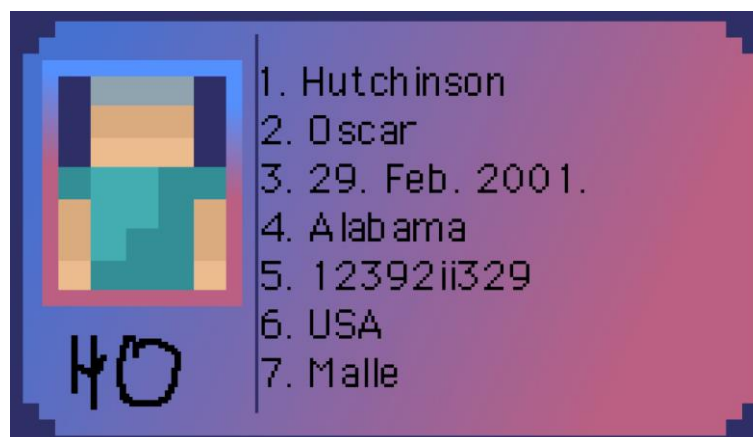 1. Hutchinson
2. Oscar
3. 29. Feb. 2001.
4. Alabama
5. 12392ii329
6. USA
7. Malle
HO